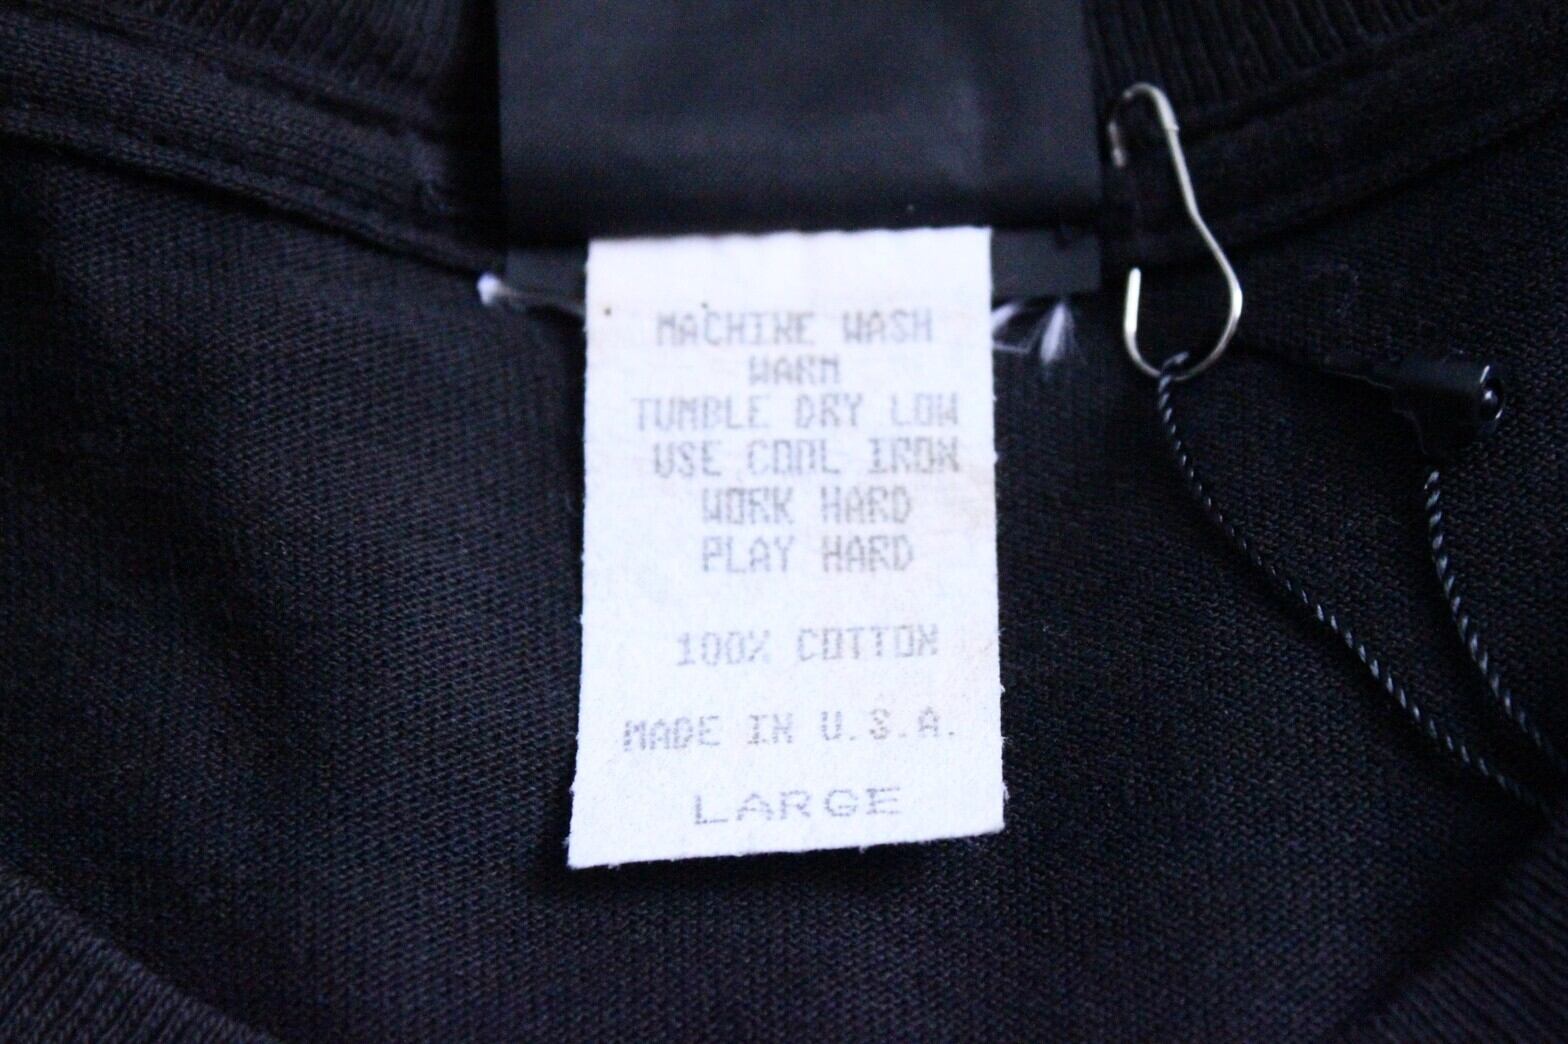 MACHINE WASH
WARM
TUMBLE DRY LOW
USE COOL IRON
WORK HARD
PLAY HARD
100% COTTON
MADE IN U.S.A.
LARGE